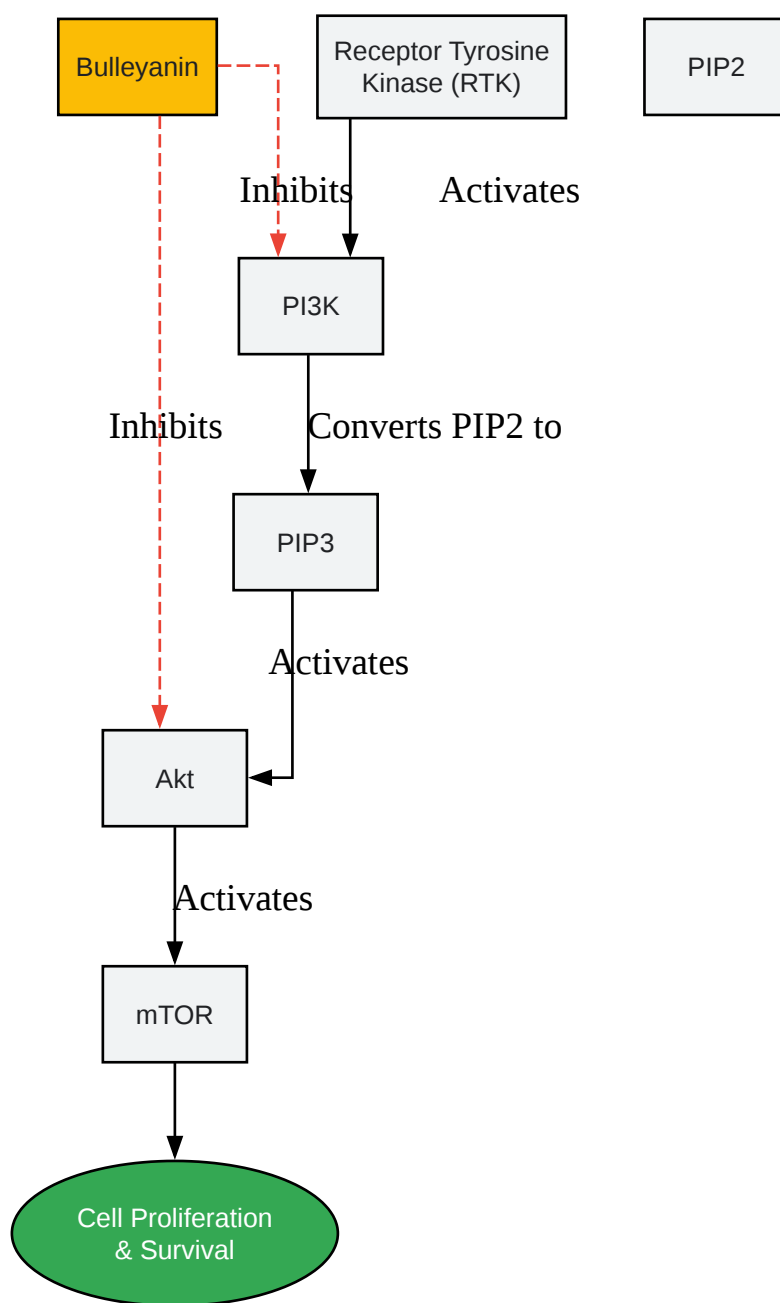 Bulleyanin
Receptor Tyrosine
Kinase (RTK)
PIP2
Inhibits
Activates
PI3K
Inhibits
Converts PIP2 to
PIP3
Activates
Akt
Activates
mTOR
Cell Proliferation
& Survival